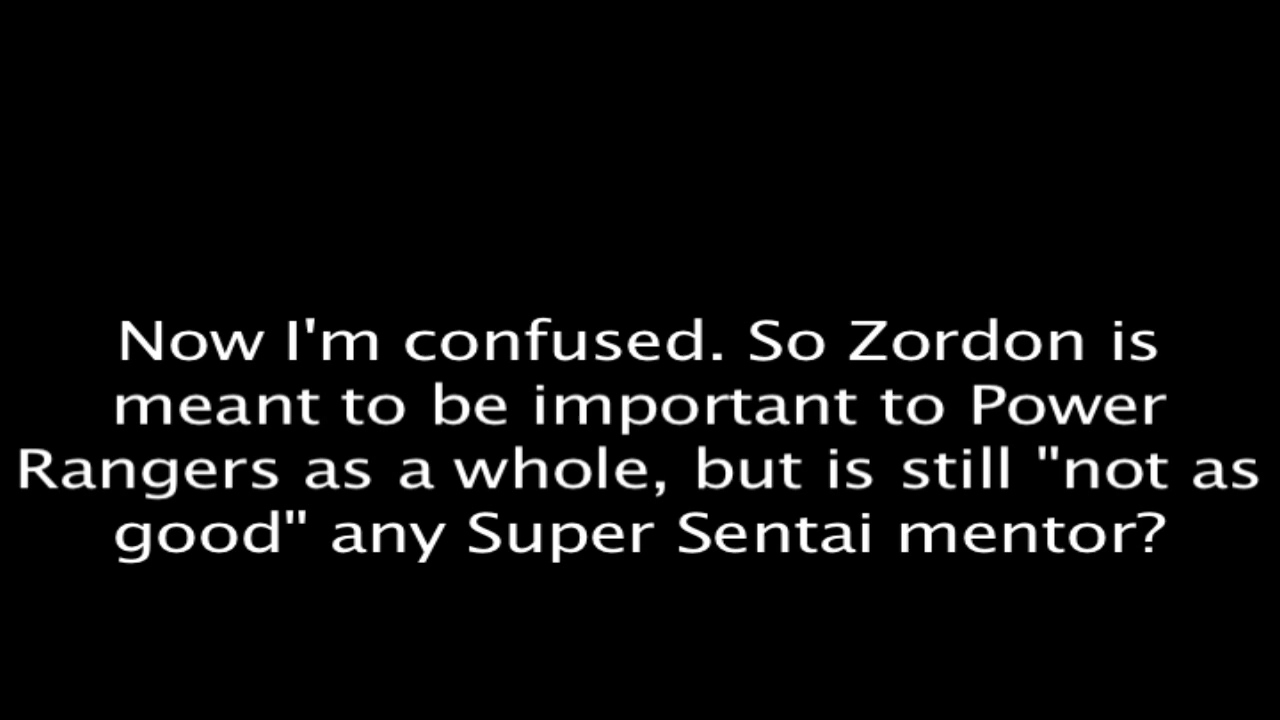 Now I'm confused. So Zordon is
meant to be important to Power
Rangers as a whole, but is still "not as
good" any Super Sentai mentor?